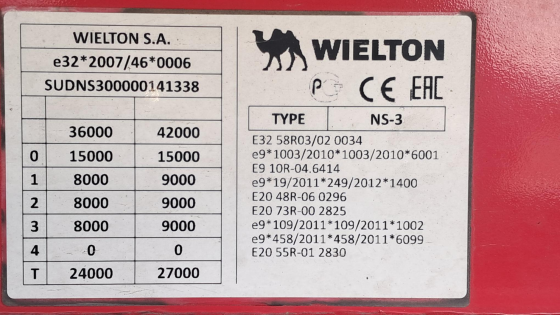 WIELTON S.A.
e32*2007/46*0006
SUDNS300000141338
36000 42000
0 15000 15000
1 8000 9000
2 8000 9000
3 8000 9000
4 0 0
T 24000 27000
WIELTON
PC CE EAC
TYPE NS-3
E32 58R03/02 0034
e9*1003/2010*1003/2010*6001
E9 10R-04.6414
e9*19/2011*249/2012*1400
E20 48R-06 0296
E20 73R-00 2825
e9*109/2011*109/2011*1002
e9*458/2011*458/2011*6099
E20 55R-01 2830